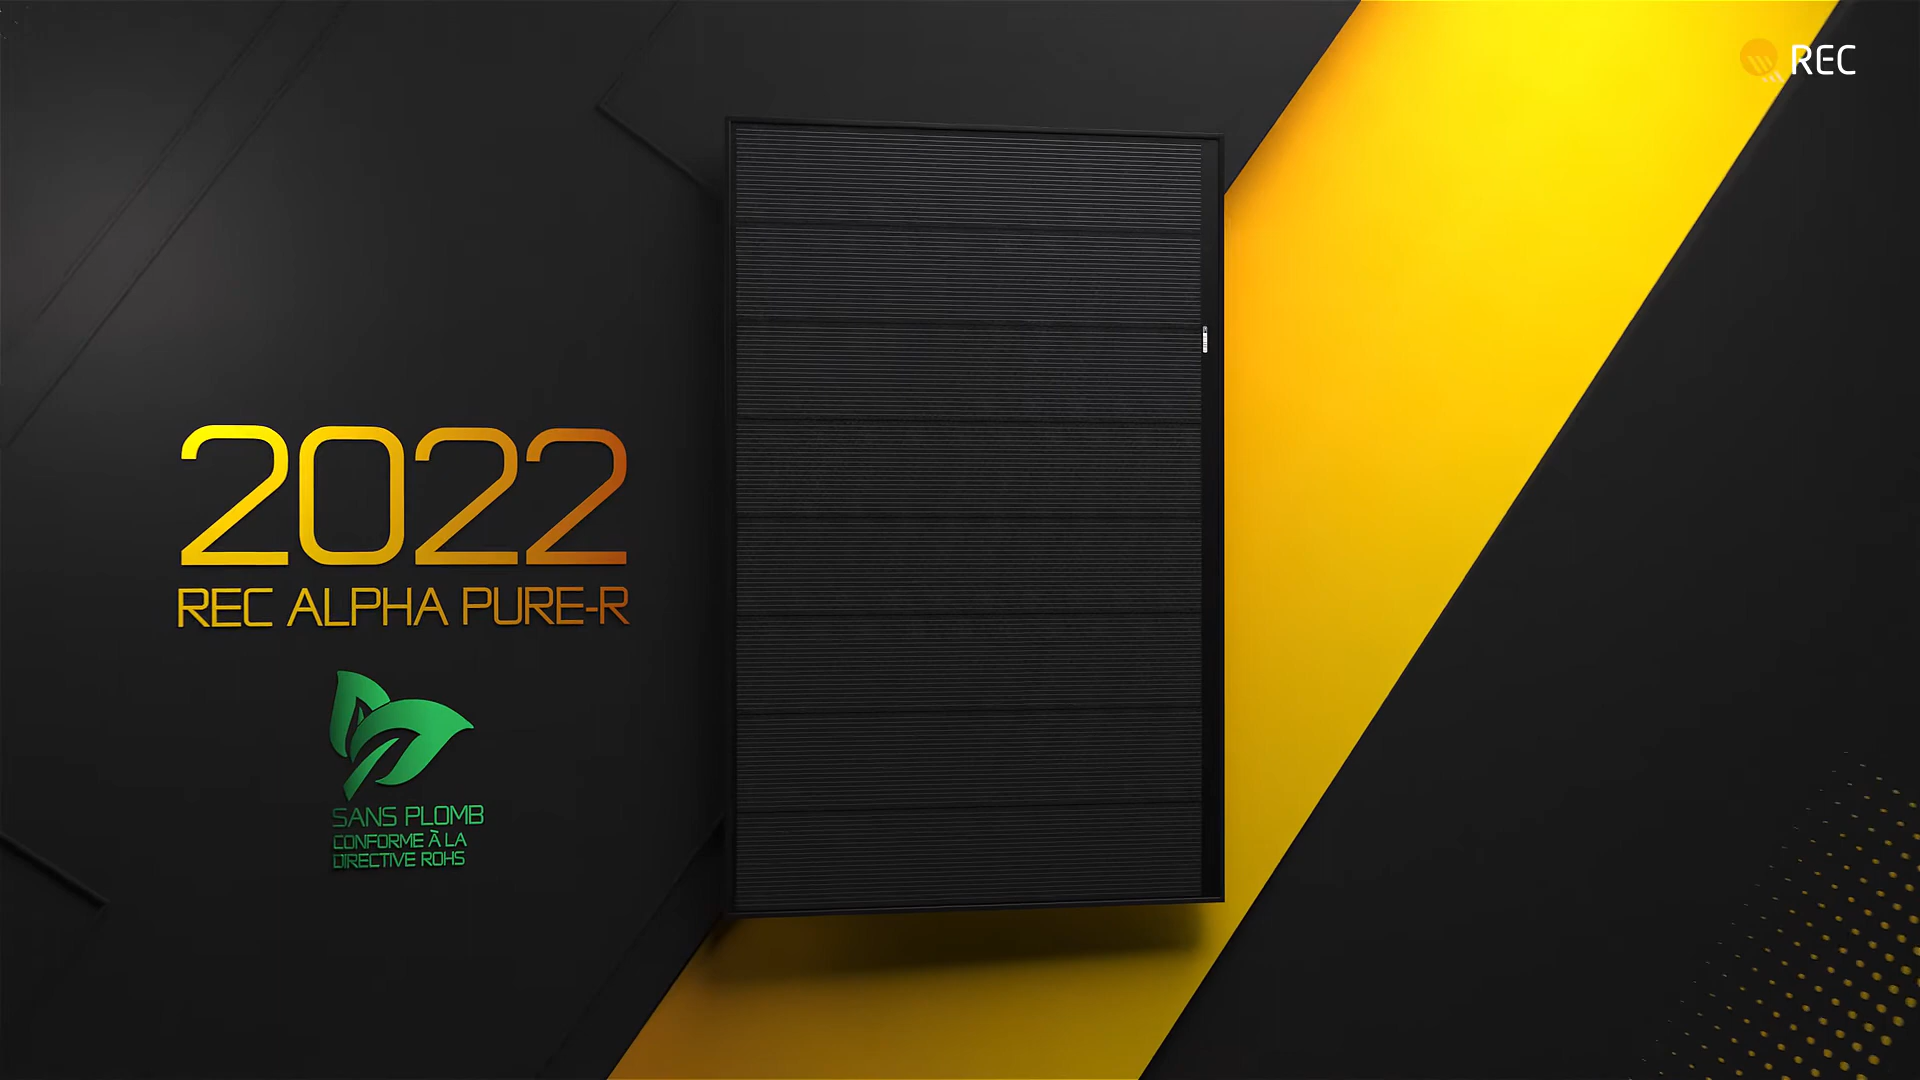 REC
2022
REC ALPHA PURE-R
SANS PLOMB
CONFORME À LA
DIRECTIVE ROHS